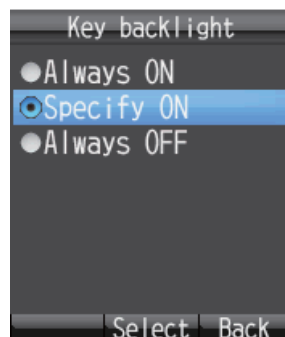 Key backlight
Always ON
Specify ON
Always OFF
Select Back